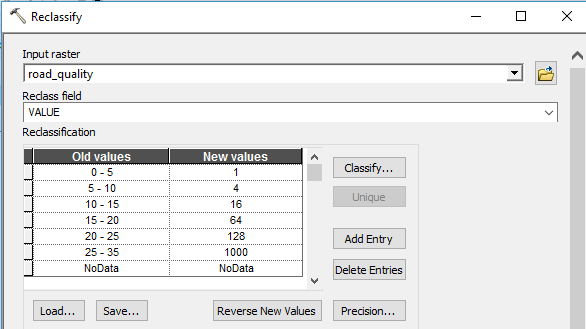 Reclassify
Input raster
road_quality
Reclass field
VALUE
Reclassification
Old values New values
0 - 5 1
5 - 10 4
10 - 15 16
15 - 20 64
20 - 25 128
25 - 35 1000
NoData NoData
Classify...
Unique
Add Entry
Delete Entries
Load... Save... Reverse New Values Precision...